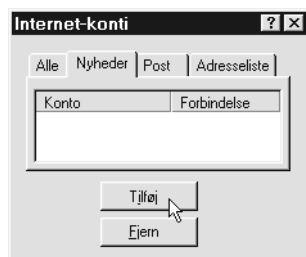 Internet-konti
Alle Nyheder Post Adresseliste
Konto Forbindelse
Tilføj
Fjern